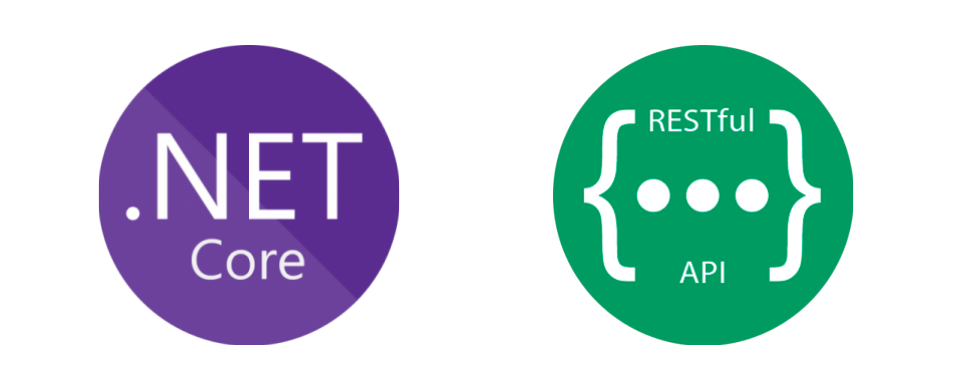 .NET
Core
RESTful
{...}
API